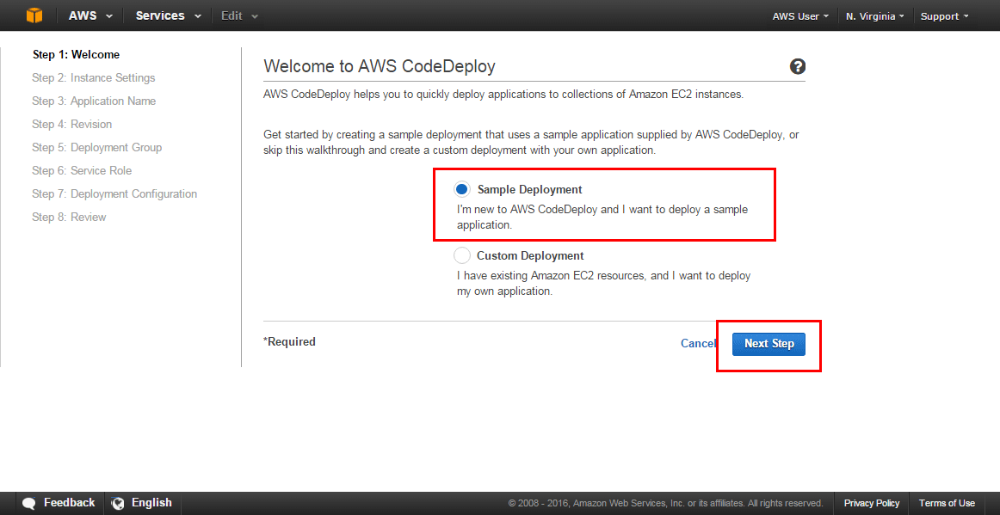 AWS Services Edit AWS User N. Virginia Support
Step 1: Welcome
Step 2: Instance Settings
Step 3: Application Name
Step 4: Revision
Step 5: Deployment Group
Step 6: Service Role
Step 7: Deployment Configuration
Step 8: Review
Welcome to AWS CodeDeploy ?
AWS CodeDeploy helps you to quickly deploy applications to collections of Amazon EC2 instances.
Get started by creating a sample deployment that uses a sample application supplied by AWS CodeDeploy, or
skip this walkthrough and create a custom deployment with your own application.
Sample Deployment
I'm new to AWS CodeDeploy and I want to deploy a sample
application.
Custom Deployment
I have existing Amazon EC2 resources, and I want to deploy
my own application.
*Required Cancel Next Step
Feedback English © 2008 - 2016, Amazon Web Services, Inc. or its affiliates. All rights reserved. Privacy Policy Terms of Use